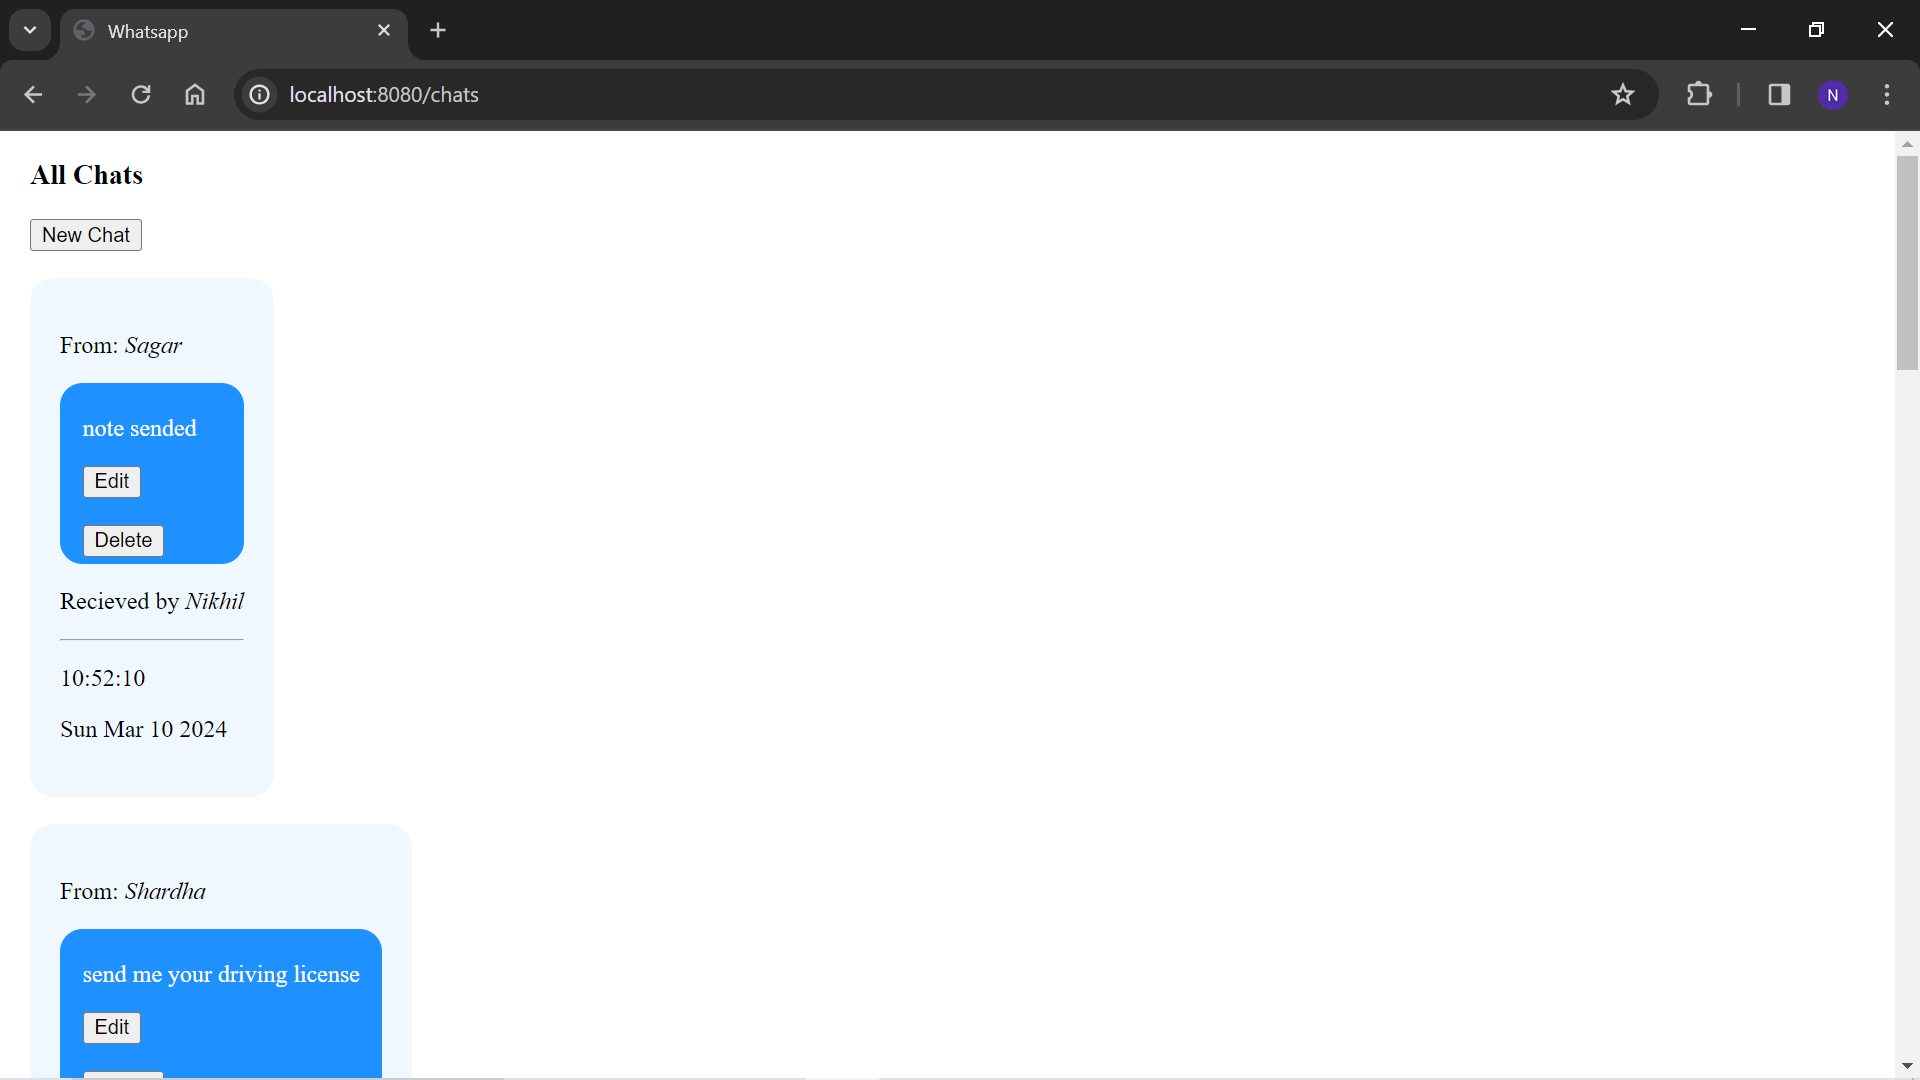 Whatsapp
localhost:8080/chats
N
All Chats
New Chat
From: Sagar
note sended
Edit
Delete
Recieved by Nikhil
10:52:10
Sun Mar 10 2024
From: Shardha
send me your driving license
Edit